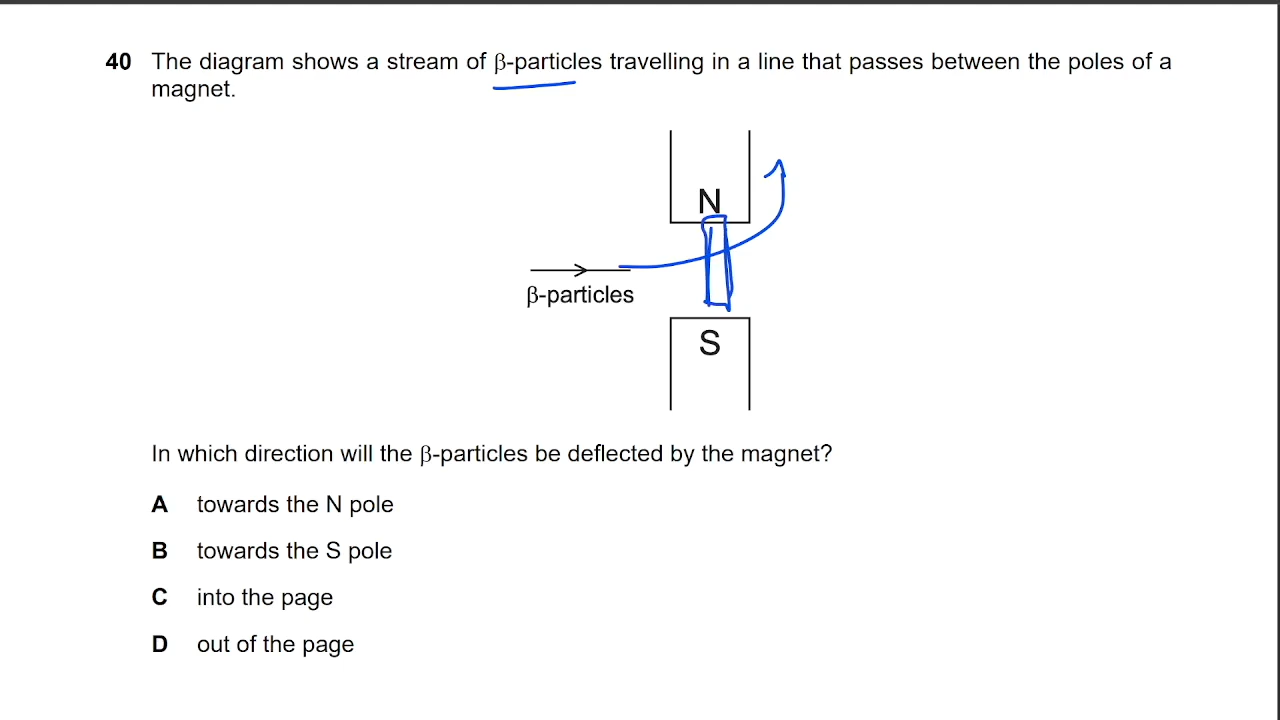 40 The diagram shows a stream of β-particles travelling in a line that passes between the poles of a
magnet.
N
β-particles
S
In which direction will the β-particles be deflected by the magnet?
A towards the N pole
B towards the S pole
C into the page
D out of the page